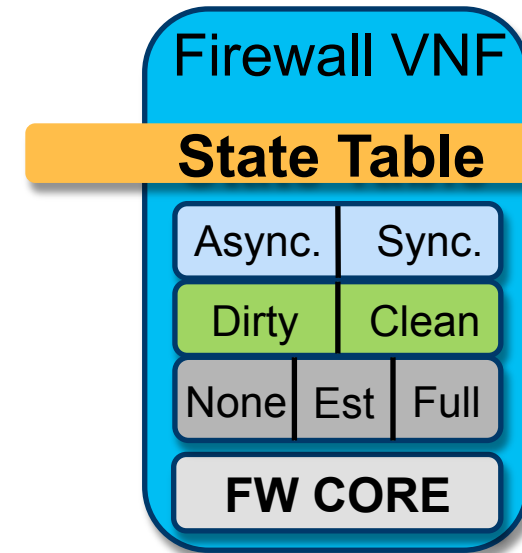 Firewall VNF
State Table
Async. Sync.
Dirty Clean
None Est Full
FW CORE